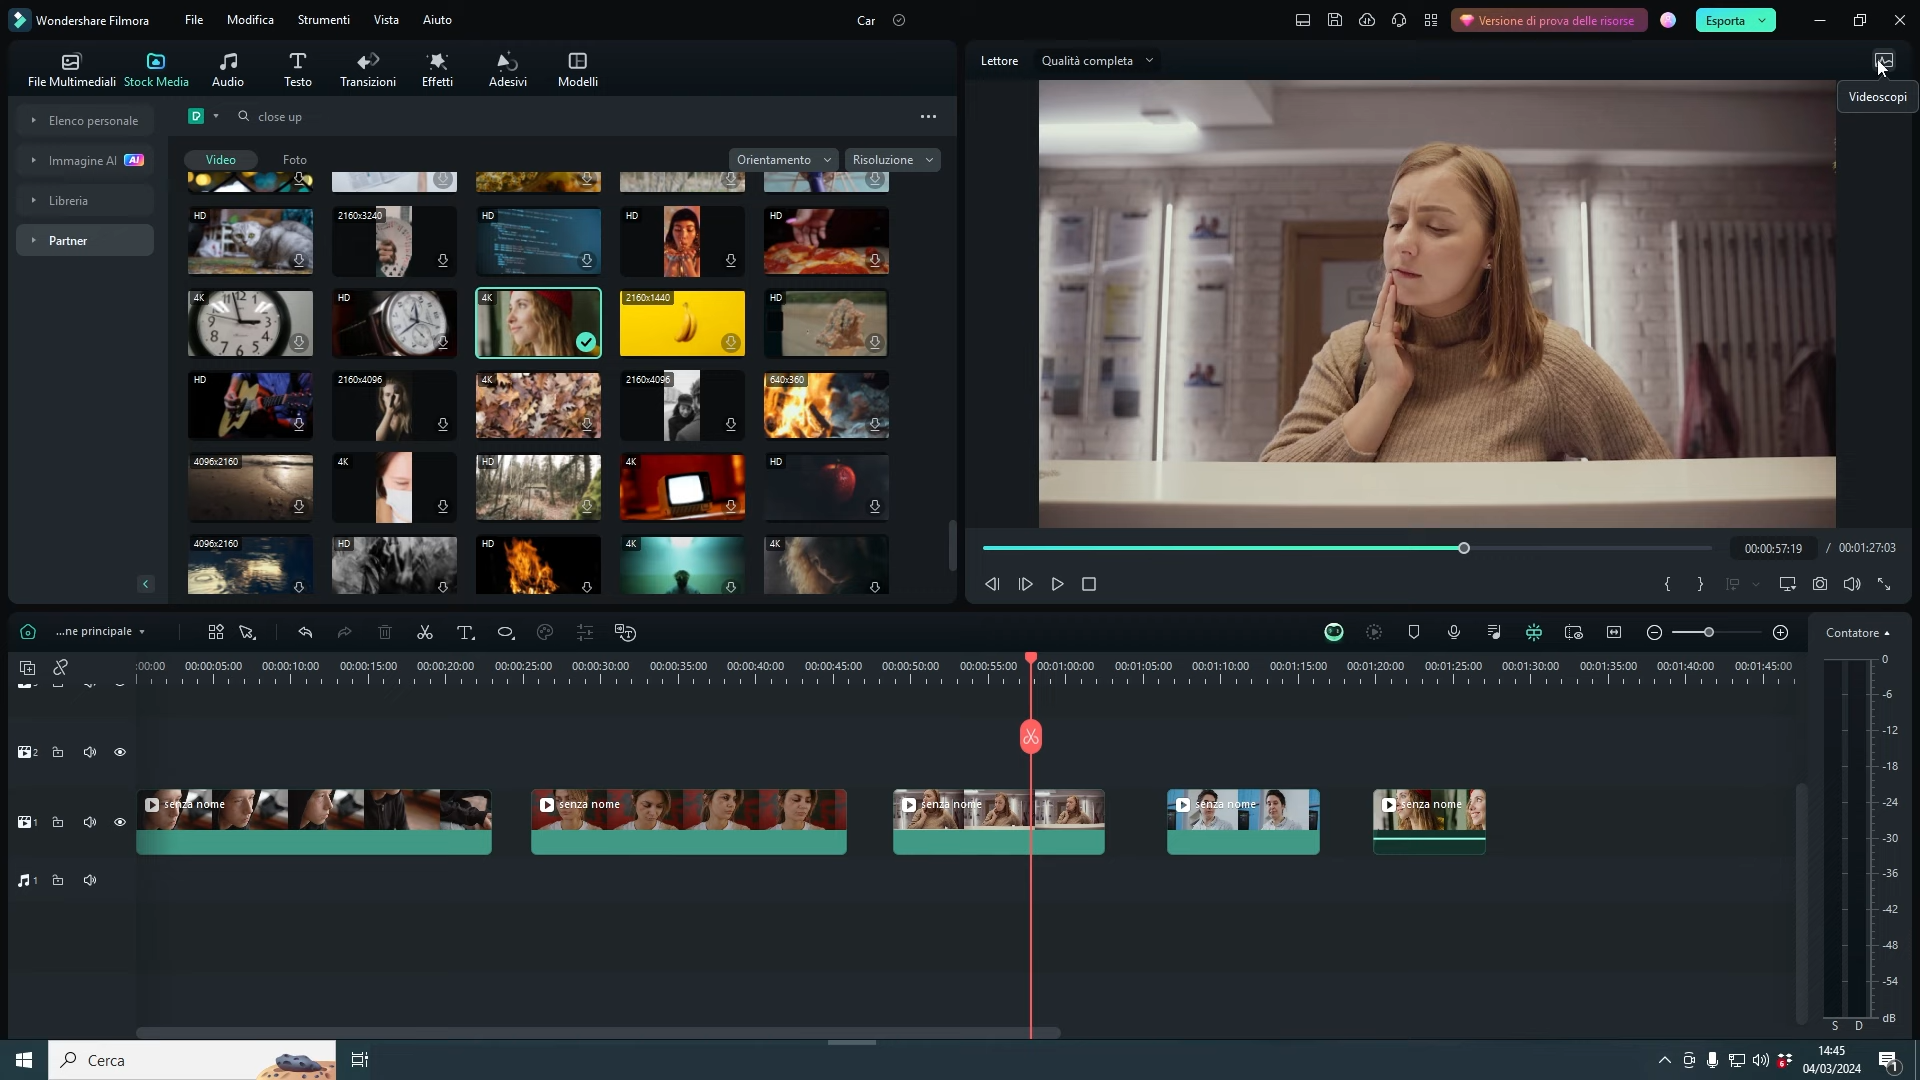 Wondershare Filmora
File
Modifica
Strumenti
Vista
Aiuto
Car
Versione di prova delle risorse
Esporta
File Multimediali
Stock Media
Audio
Testo
Transizioni
Effetti
Adesivi
Modelli
Lettore
Qualità completa
Videoscopi
Elenco personale
Immagine AI
AI
Libreria
Partner
close up
Video
Foto
Orientamento
Risoluzione
HD
2160x3240
HD
HD
HD
4K
HD
4K
2160x1440
HD
HD
2160x4096
4K
2160x4096
640x360
4096x2160
4K
HD
4K
HD
4096x2160
HD
HD
4K
4K
00:00:57:19 / 00:01:27:03
...ne principale
Contatore
:00:00
00:00:05:00
00:00:10:00
00:00:15:00
00:00:20:00
00:00:25:00
00:00:30:00
00:00:35:00
00:00:40:00
00:00:45:00
00:00:50:00
00:00:55:00
00:01:00:00
00:01:05:00
00:01:10:00
00:01:15:00
00:01:20:00
00:01:25:00
00:01:30:00
00:01:35:00
00:01:40:00
00:01:45:00
2
1
1
senza nome
senza nome
senza nome
senza nome
senza nome
0
-6
-12
-18
-24
-30
-36
-42
-48
-54
dB
S D
Cerca
14:45
04/03/2024
1